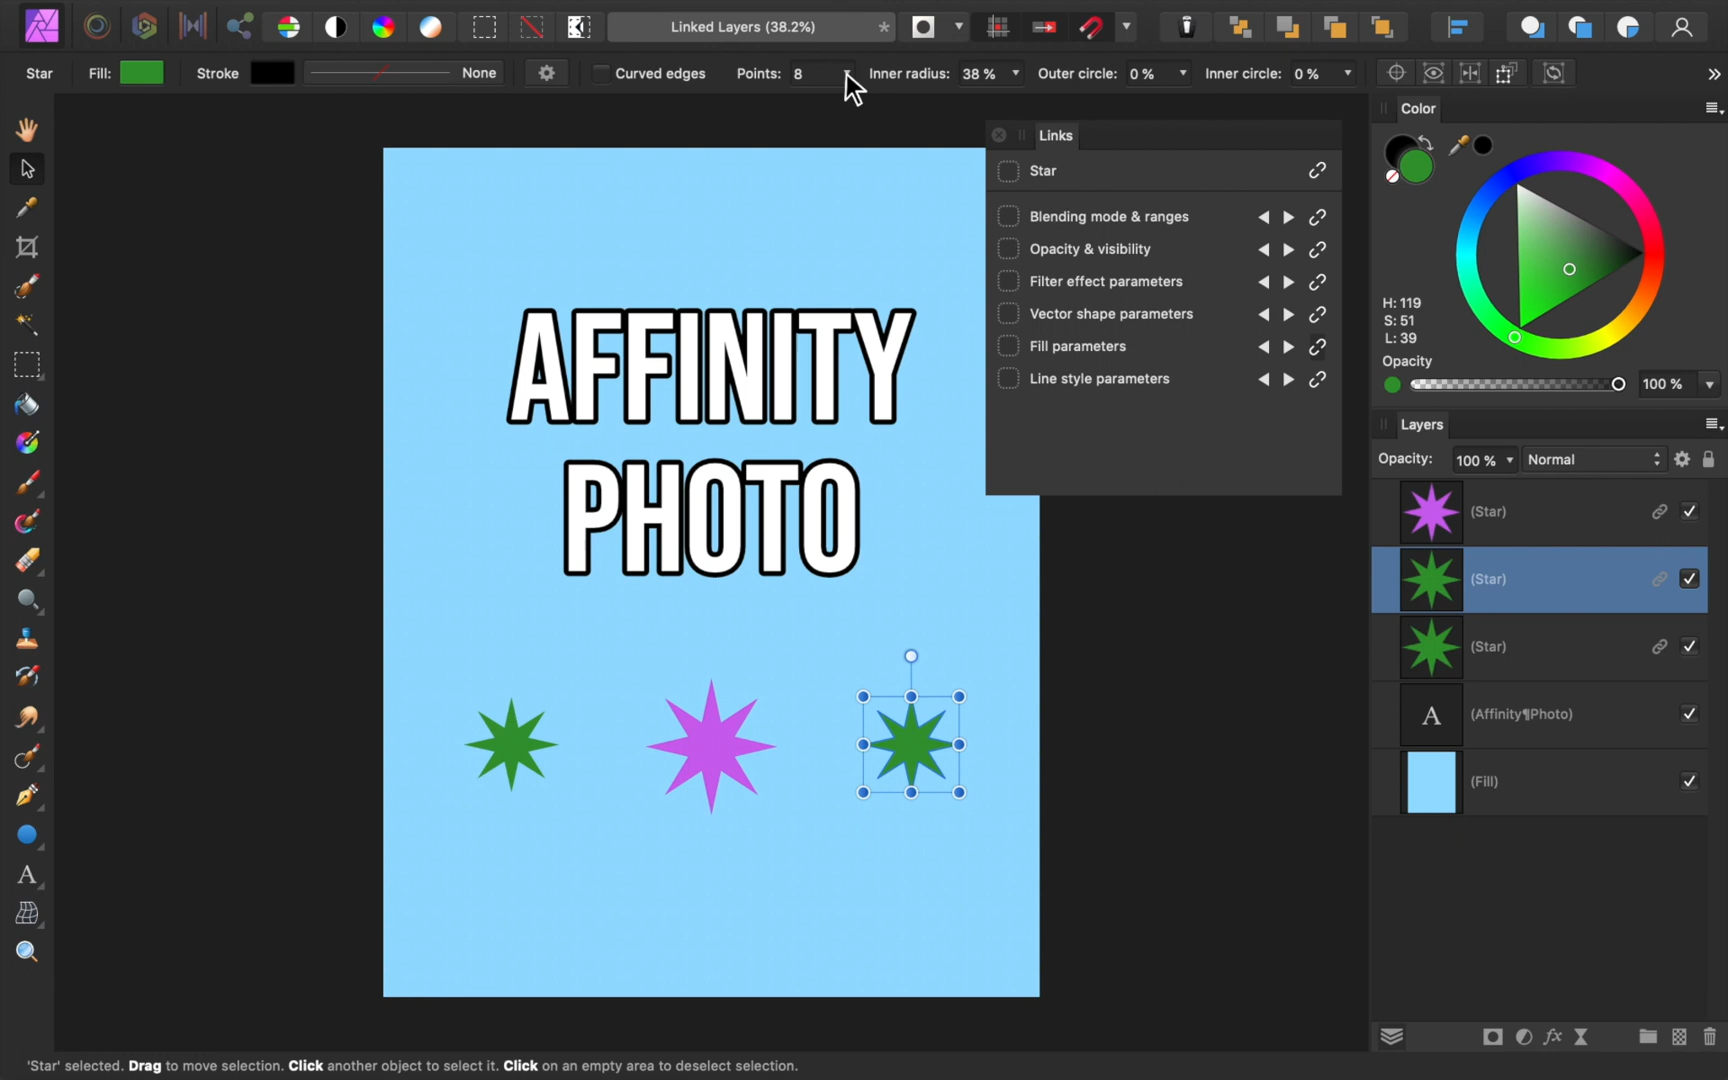 Linked Layers (38.2%)
*
Star
Fill:
Stroke
None
Curved edges
Points: 8
Inner radius: 38 %
Outer circle: 0 %
Inner circle: 0 %
Links
Star
Blending mode & ranges
Opacity & visibility
Filter effect parameters
Vector shape parameters
Fill parameters
Line style parameters
AFFINITY
PHOTO
Color
H: 119
S: 51
L: 39
Opacity
100 %
Layers
Opacity: 100 % Normal
(Star)
(Star)
(Star)
A (Affinity¶Photo)
(Fill)
A
fx
'Star' selected. Drag to move selection. Click another object to select it. Click on an empty area to deselect selection.